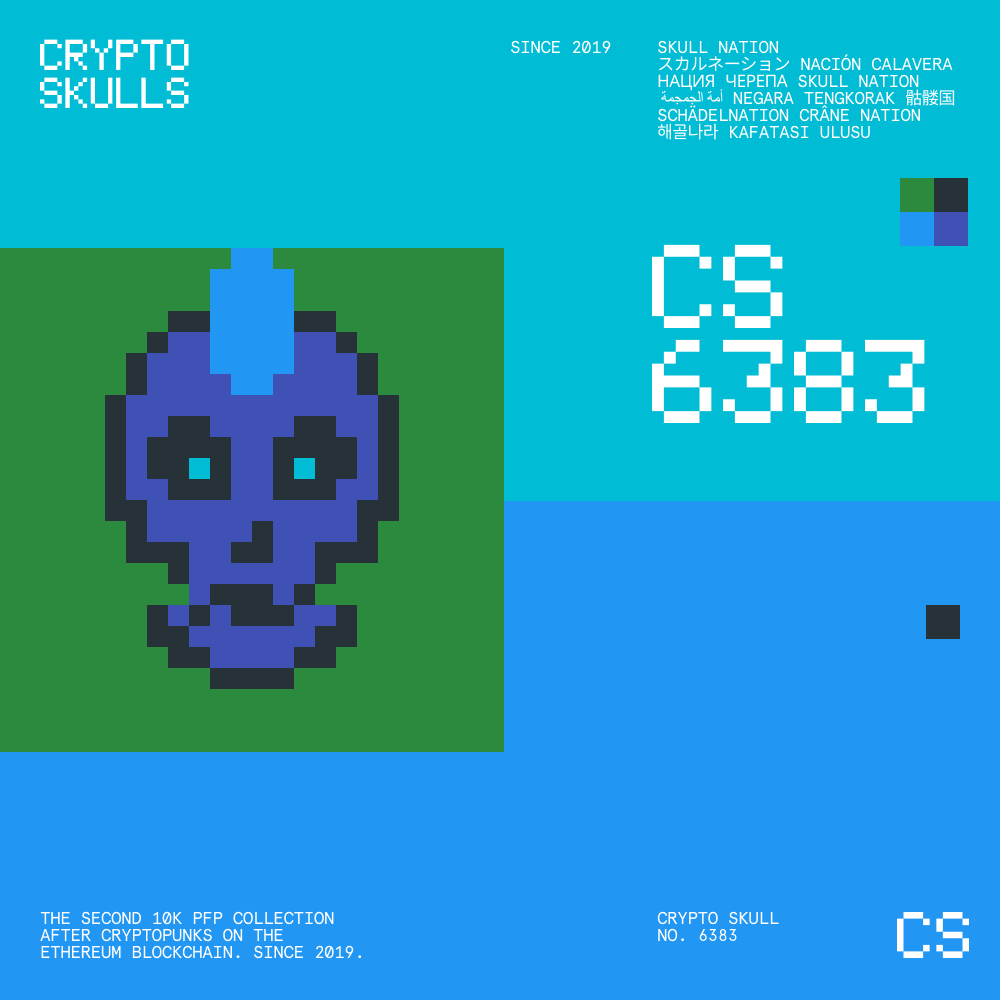 CRYPTO
SKULLS
SINCE 2019
SKULL NATION
スカルネーション NACIÓN CALAVERA
НАЦИЯ ЧЕРЕПА SKULL NATION
أمة الجمجمة NEGARA TENGKORAK 骷髅国
SCHÄDELNATION CRÂNE NATION
해골나라 KAFATASI ULUSU
CS
6383
THE SECOND 10K PFP COLLECTION
AFTER CRYPTOPUNKS ON THE
ETHEREUM BLOCKCHAIN. SINCE 2019.
CRYPTO SKULL
NO. 6383
CS